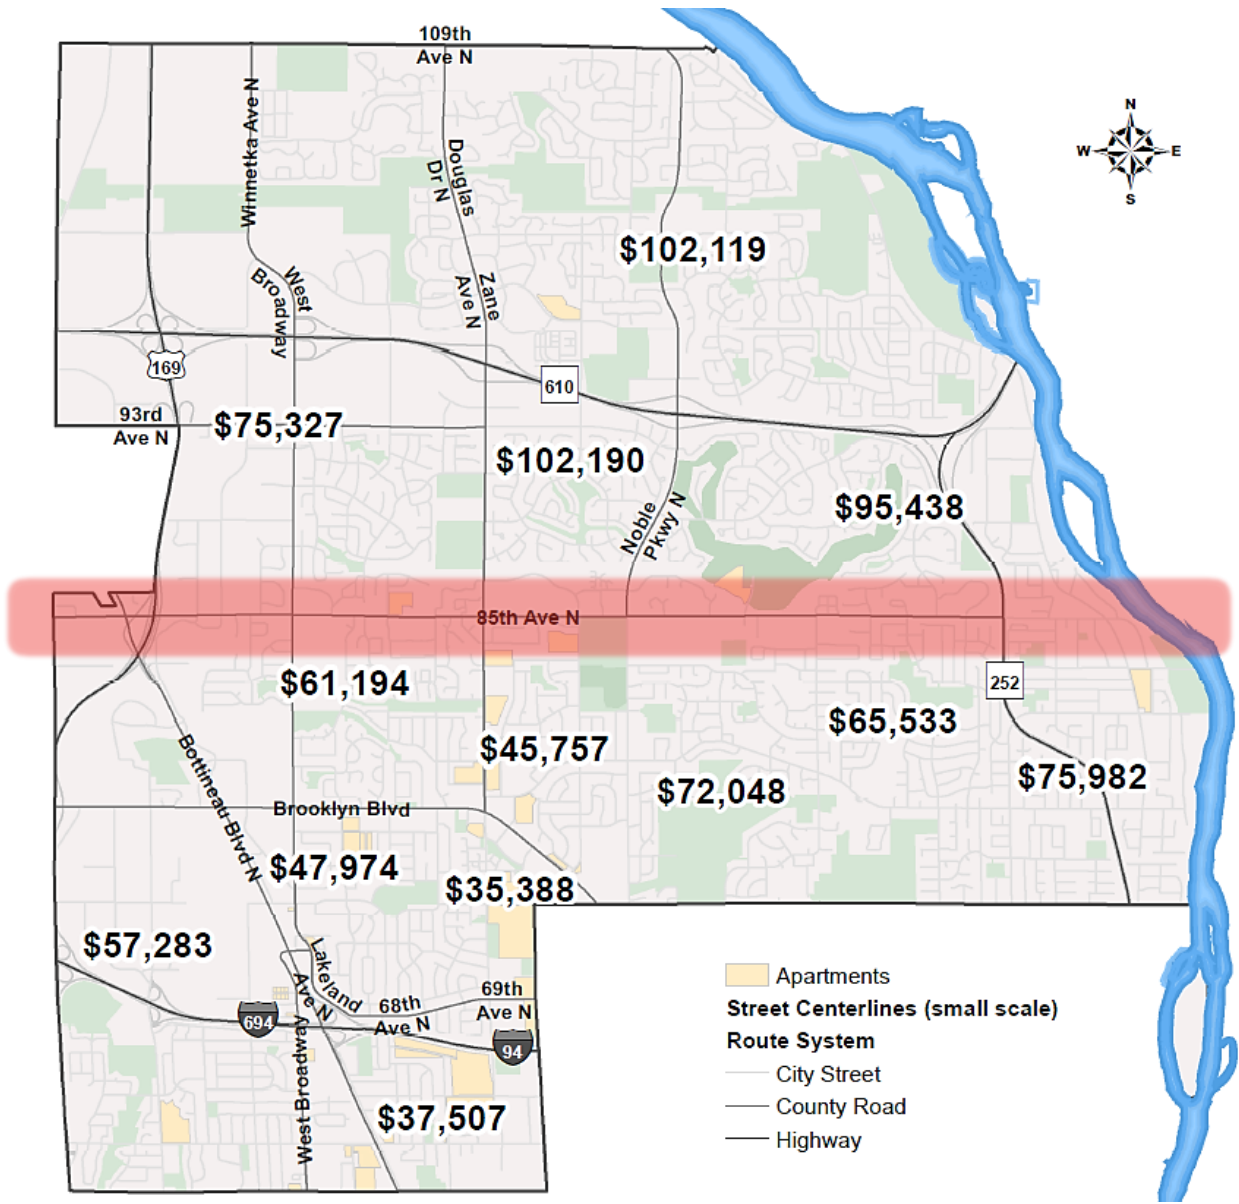 109th
Ave N
Winnetka Ave N
Douglas
Dr N
N
W
E
S
$102,119
West
Broadway
Zane
Ave N
169
610
93rd
Ave N
$75,327
$102,190
$95,438
Noble
Pkwy N
85th Ave N
$61,194
252
$65,533
$45,757
Bottineau Blvd N
$72,048
$75,982
Brooklyn Blvd
$47,974
$35,388
$57,283
Lakeland
Ave N
69th
Ave N
68th
Ave N
694
94
West Broadway
$37,507
Apartments
Street Centerlines (small scale)
Route System
City Street
County Road
Highway